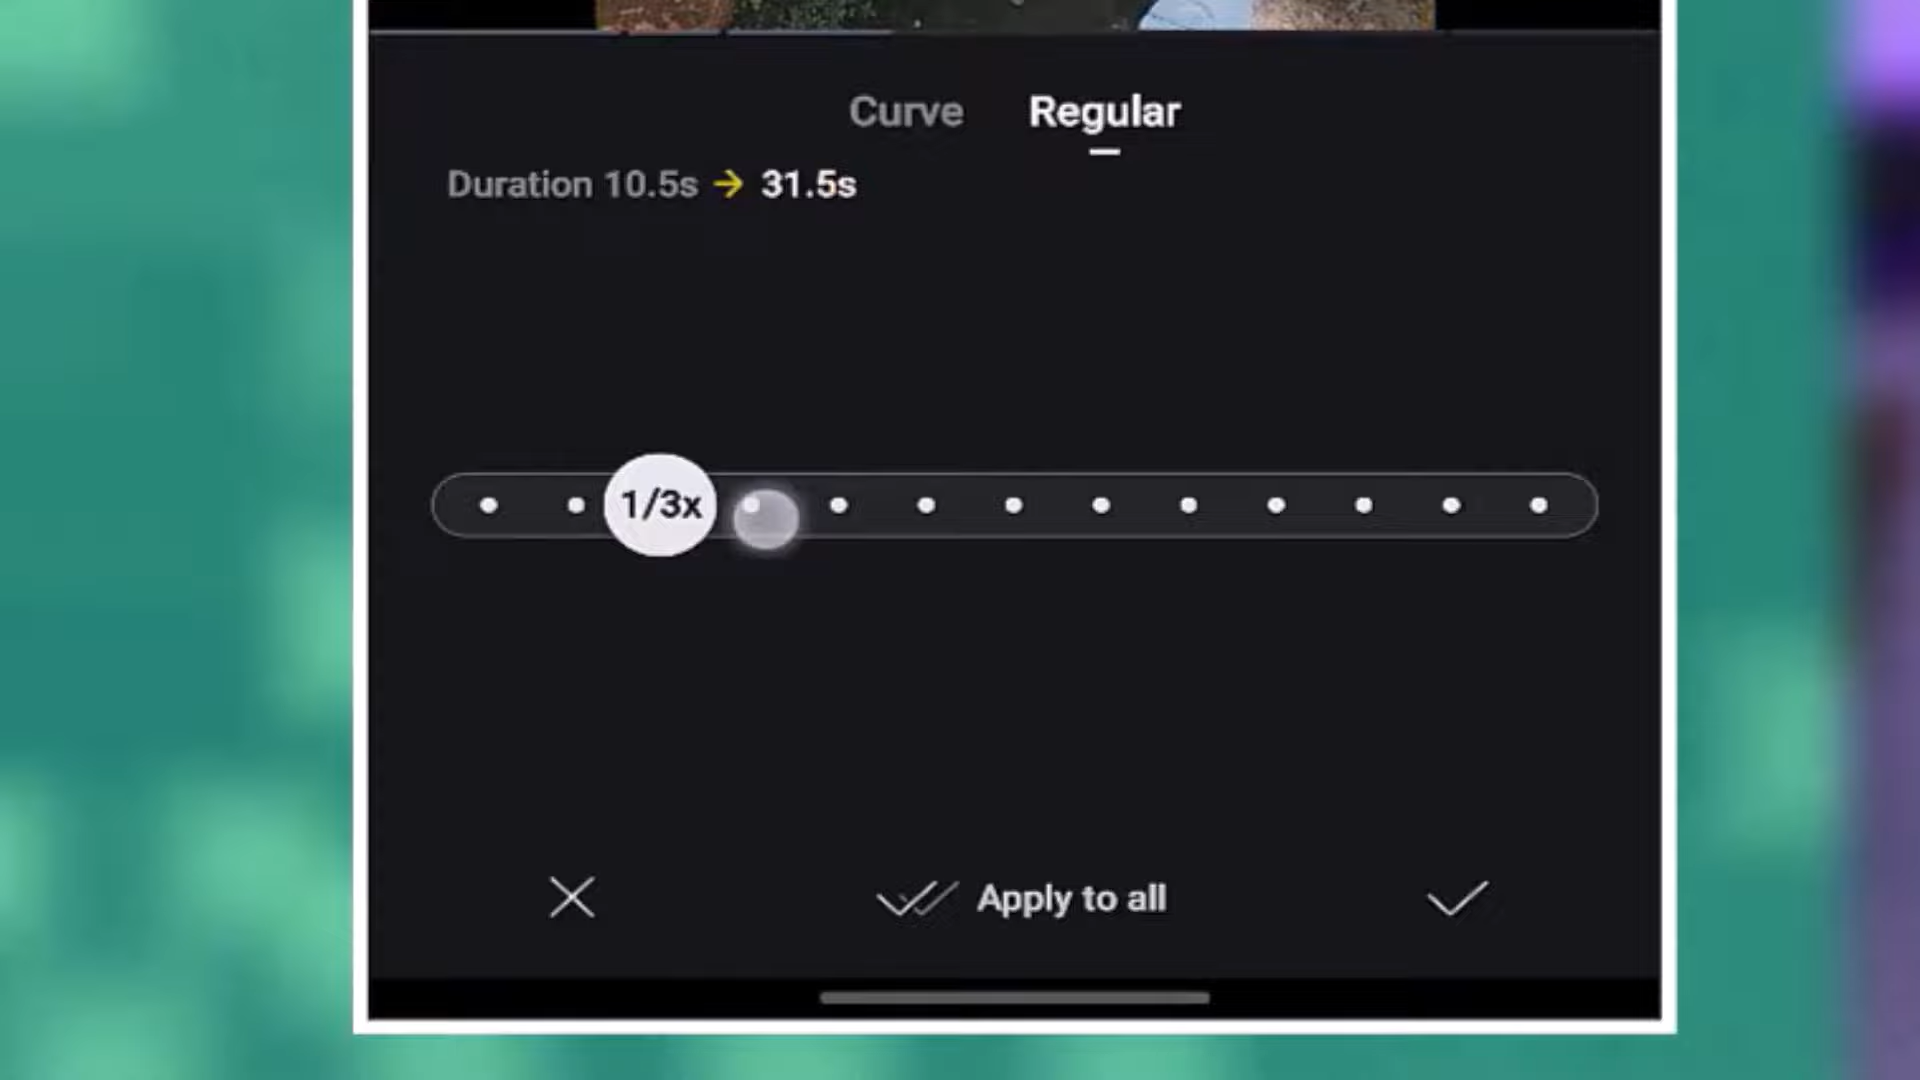 Curve Regular
Duration 10.5s → 31.5s
1/3x
Apply to all